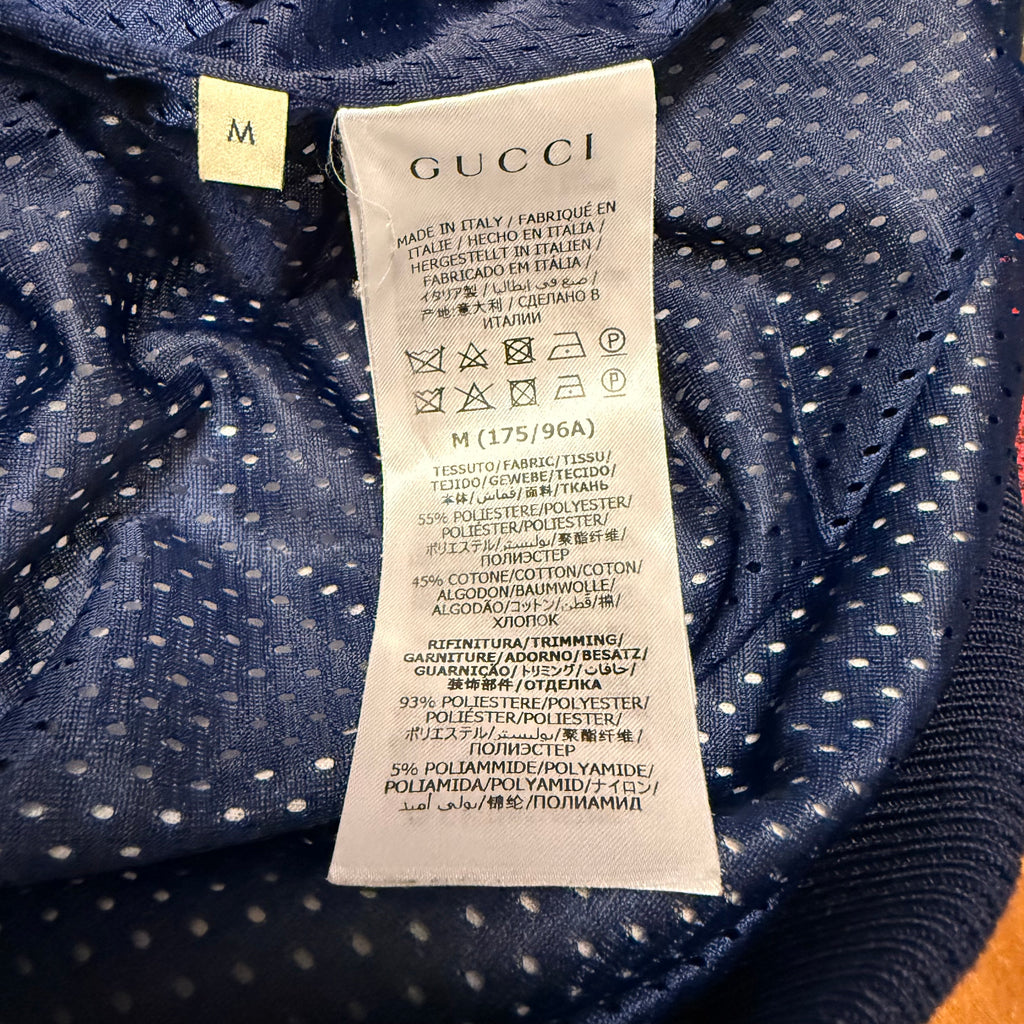 M
GUCCI
MADE IN ITALY / FABRIQUÉ EN
ITALIE / HECHO EN ITALIA /
HERGESTELLT IN ITALIEN /
FABRICADO EM ITÁLIA /
イタリア製 / صنع في إيطاليا /
产地:意大利 / СДЕЛАНО В
ИТАЛИИ
P
P
M (175/96A)
TESSUTO/FABRIC/TISSU/
TEJIDO/GEWEBE/TECIDO/
本体/قماش/面料/ТКАНЬ
55% POLIESTERE/POLYESTER/
POLIÉSTER/POLIESTER/
ポリエステル/بوليستر/聚酯纤维/
ПОЛИЭСТЕР
45% COTONE/COTTON/COTON/
ALGODON/BAUMWOLLE/
ALGODÃO/コットン/قطن/棉/
ХЛОПОК
RIFINITURA/TRIMMING/
GARNITURE/ADORNO/BESATZ/
GUARNIÇÃO/トリミング/حافات/
装饰部件/ОТДЕЛКА
93% POLIESTERE/POLYESTER/
POLIÉSTER/POLIESTER/
ポリエステル/بوليستر/聚酯纤维/
ПОЛИЭСТЕР
5% POLIAMMIDE/POLYAMIDE/
POLIAMIDA/POLYAMID/ナイロン/
بولي أميد/锦纶/ПОЛИАМИД